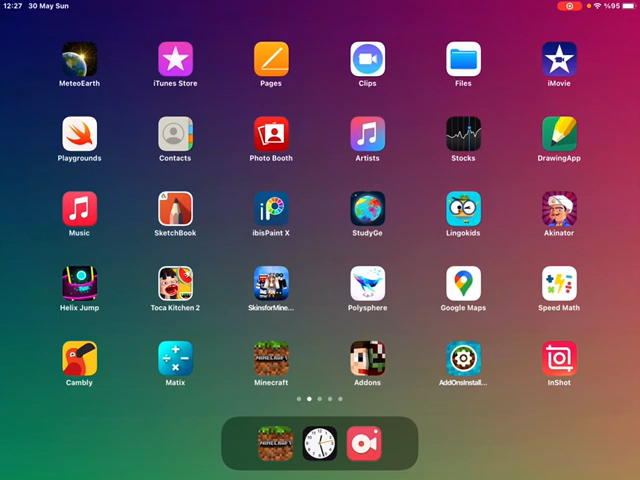 12:27 30 May Sun %95
MeteoEarth iTunes Store Pages Clips Files iMovie
Playgrounds Contacts Photo Booth Artists Stocks DrawingApp
Music SketchBook ibisPaint X StudyGe Lingokids Akinator
Helix Jump Toca Kitchen 2 SkinsforMine... Polysphere Google Maps Speed Math
Cambly Matix Minecraft Addons AddOnsInstall... InShot